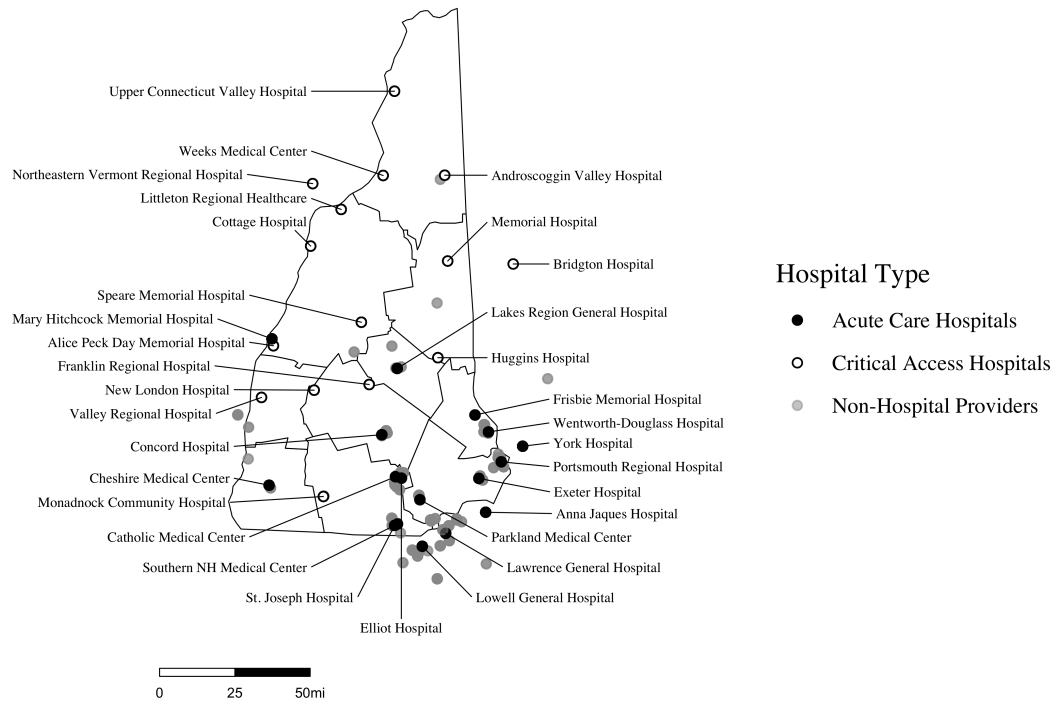 Upper Connecticut Valley Hospital
Weeks Medical Center
Northeastern Vermont Regional Hospital
Androscoggin Valley Hospital
Littleton Regional Healthcare
Cottage Hospital
Memorial Hospital
Bridgton Hospital
Hospital Type
Speare Memorial Hospital
Lakes Region General Hospital
Mary Hitchcock Memorial Hospital
Acute Care Hospitals
Alice Peck Day Memorial Hospital
Huggins Hospital
Critical Access Hospitals
Franklin Regional Hospital
New London Hospital
Frisbie Memorial Hospital
Non-Hospital Providers
Valley Regional Hospital
Wentworth-Douglass Hospital
Concord Hospital
York Hospital
Portsmouth Regional Hospital
Cheshire Medical Center
Exeter Hospital
Monadnock Community Hospital
Anna Jaques Hospital
Catholic Medical Center
Parkland Medical Center
Southern NH Medical Center
Lawrence General Hospital
St. Joseph Hospital
Lowell General Hospital
Elliot Hospital
0 25 50mi